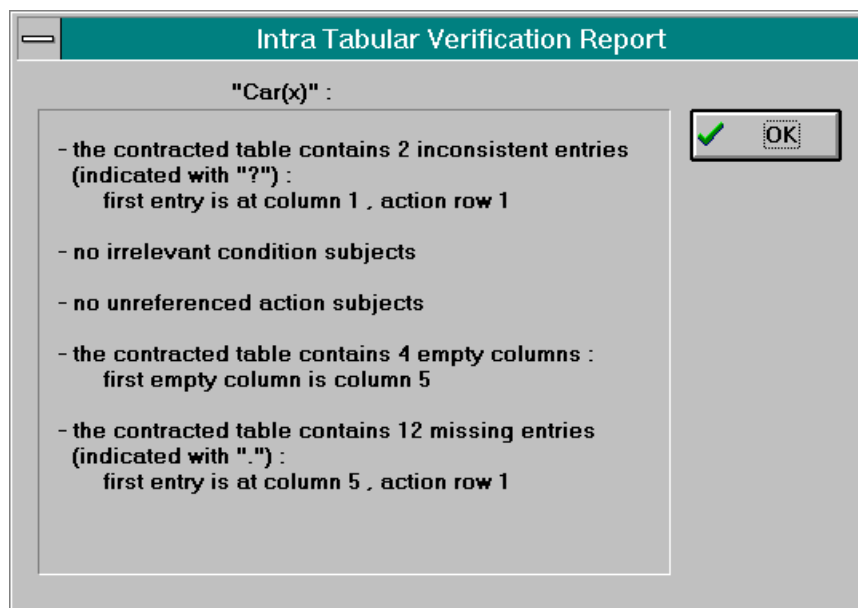 Intra Tabular Verification Report
"Car(x)" :
- the contracted table contains 2 inconsistent entries
(indicated with "?") :
first entry is at column 1 , action row 1
OK
- no irrelevant condition subjects
- no unreferenced action subjects
- the contracted table contains 4 empty columns :
first empty column is column 5
- the contracted table contains 12 missing entries
(indicated with ".") :
first entry is at column 5 , action row 1